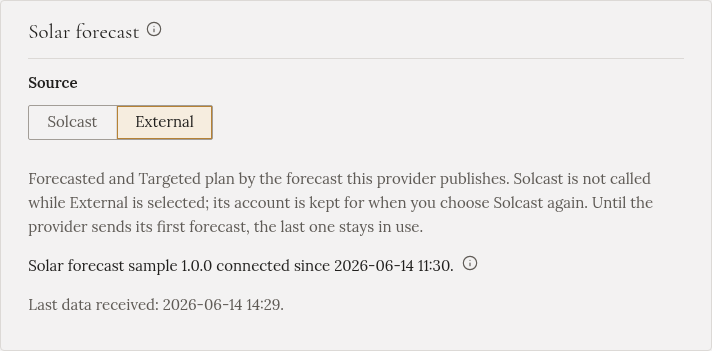 Solar forecast
Source
Solcast
External
Forecasted and Targeted plan by the forecast this provider publishes. Solcast is not called
while External is selected; its account is kept for when you choose Solcast again. Until the
provider sends its first forecast, the last one stays in use.
Solar forecast sample 1.0.0 connected since 2026-06-14 11:30.
Last data received: 2026-06-14 14:29.